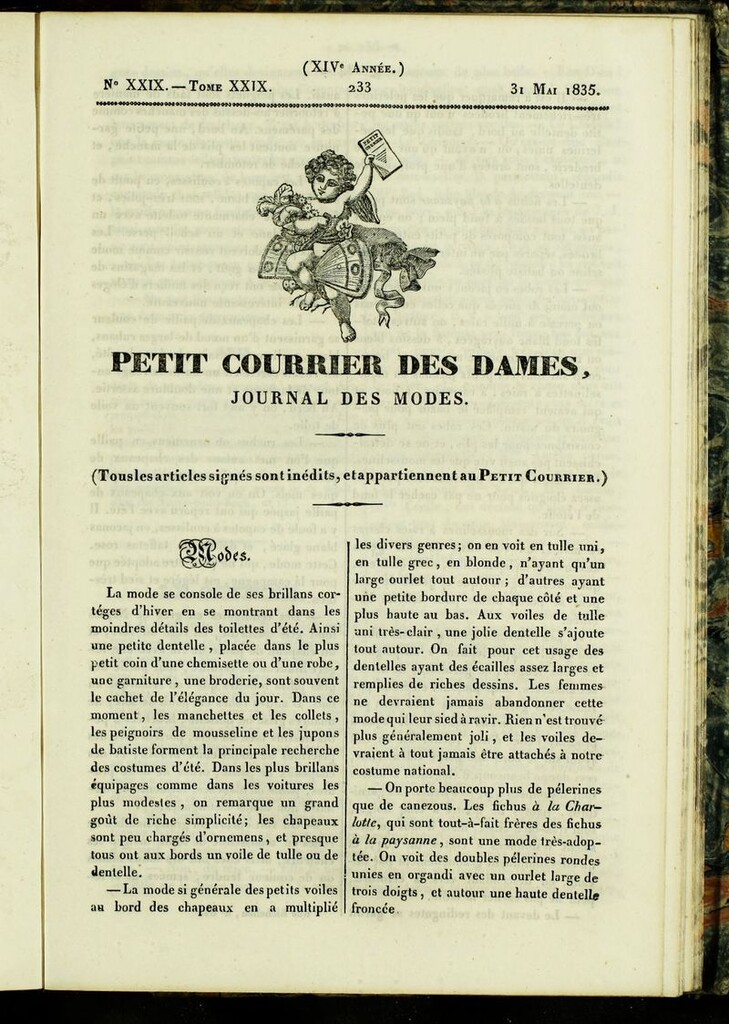 (XIVe ANNÉE.)
No XXIX. — TOME XXIX. 233 31 MAI 1835.
PETIT
COURRIER
PETIT COURRIER DES DAMES,
JOURNAL DES MODES.
(Tous les articles signés sont inédits, et appartiennent au PETIT COURRIER.)
Modes.
La mode se console de ses brillans cor-
téges d'hiver en se montrant dans les
moindres détails des toilettes d'été. Ainsi
une petite dentelle, placée dans le plus
petit coin d'une chemisette ou d'une robe,
une garniture, une broderie, sont souvent
le cachet de l'élégance du jour. Dans ce
moment, les manchettes et les collets,
les peignoirs de mousseline et les jupons
de batiste forment la principale recherche
des costumes d'été. Dans les plus brillans
équipages comme dans les voitures les
plus modestes, on remarque un grand
goût de riche simplicité; les chapeaux
sont peu chargés d'ornemens, et presque
tous ont aux bords un voile de tulle ou de
dentelle.
— La mode si générale des petits voiles
au bord des chapeaux en a multiplié
les divers genres; on en voit en tulle uni,
en tulle grec, en blonde, n'ayant qu'un
large ourlet tout autour; d'autres ayant
une petite bordure de chaque côté et une
plus haute au bas. Aux voiles de tulle
uni très-clair, une jolie dentelle s'ajoute
tout autour. On fait pour cet usage des
dentelles ayant des écailles assez larges et
remplies de riches dessins. Les femmes
ne devraient jamais abandonner cette
mode qui leur sied à ravir. Rien n'est trouvé
plus généralement joli, et les voiles de-
vraient à tout jamais être attachés à notre
costume national.
— On porte beaucoup plus de pélerines
que de canezous. Les fichus à la Char-
lotte, qui sont tout-à-fait frères des fichus
à la paysanne, sont une mode très-adop-
tée. On voit des doubles pélerines rondes
unies en organdi avec un ourlet large de
trois doigts, et autour une haute dentelle
froncée.